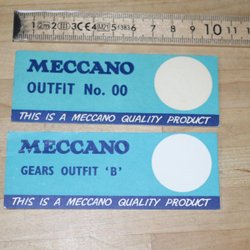 MECCANO
OUTFIT No. 00
THIS IS A MECCANO QUALITY PRODUCT
MECCANO
GEARS OUTFIT 'B'
THIS IS A MECCANO QUALITY PRODUCT